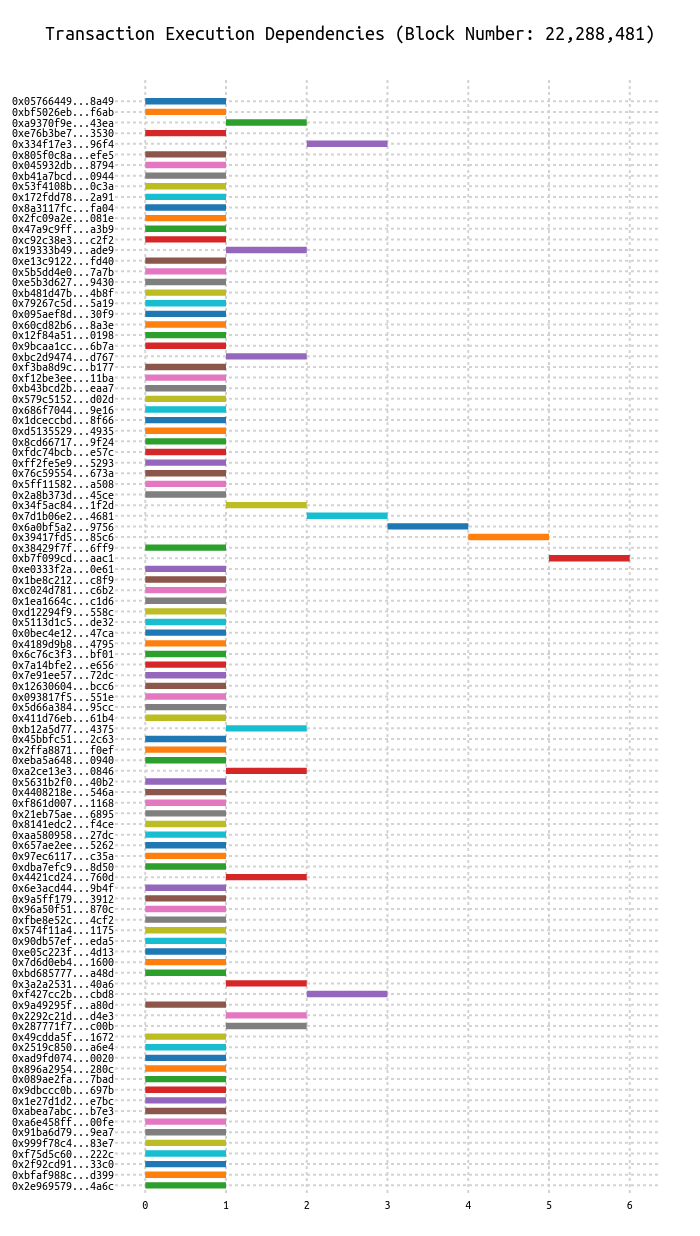 Transaction Execution Dependencies (Block Number: 22,288,481)
0x05766449...8a49
0xbf5026eb...f6ab
0xa9370f9e...43ea
0xe76b3be7...3530
0x334f17e3...96f4
0x805f0c8a...efe5
0x045932db...8794
0xb41a7bcd...0944
0x53f4108b...0c3a
0x172fdd78...2a91
0x8a3117fc...fa04
0x2fc09a2e...081e
0x47a9c9ff...a3b9
0xc92c38e3...c2f2
0x19333b49...ade9
0xe13c9122...fd40
0x5b5dd4e0...7a7b
0xe5b3d627...9430
0xb481d47b...4b8f
0x79267c5d...5a19
0x095aef8d...30f9
0x60cd82b6...8a3e
0x12f84a51...0198
0x9bcaa1cc...6b7a
0xbc2d9474...d767
0xf3ba8d9c...b177
0xf12be3ee...11ba
0xb43bcd2b...eaa7
0x579c5152...d02d
0x686f7044...9e16
0x1dceccbd...8f66
0xd5135529...4935
0x8cd66717...9f24
0xfdc74bcb...e57c
0xff2fe5e9...5293
0x76c59554...673a
0x5ff11582...a508
0x2a8b373d...45ce
0x34f5ac84...1f2d
0x7d1b06e2...4681
0x6a0bf5a2...9756
0x39417fd5...85c6
0x38429f7f...6ff9
0xb7f099cd...aac1
0xe0333f2a...0e61
0x1be8c212...c8f9
0xc024d781...c6b2
0x1ea1664c...c1d6
0xd12294f9...558c
0x5113d1c5...de32
0x0bec4e12...47ca
0x4189d9b8...4795
0x6c76c3f3...bf01
0x7a14bfe2...e656
0x7e91ee57...72dc
0x12630604...bcc6
0x093817f5...551e
0x5d66a384...95cc
0x411d76eb...61b4
0xb12a5d77...4375
0x45bbfc51...2c63
0x2ffa8871...f0ef
0xeba5a648...0940
0xa2ce13e3...0846
0x5631b2f0...40b2
0x4408218e...546a
0xf861d007...1168
0x21eb75ae...6895
0x8141edc2...f4ce
0xaa580958...27dc
0x657ae2ee...5262
0x97ec6117...c35a
0xdba7efc9...8d50
0x4421cd24...760d
0x6e3acd44...9b4f
0x9a5ff179...3912
0x96a50f51...870c
0xfbe8e52c...4cf2
0x574f11a4...1175
0x90db57ef...eda5
0xe05c223f...4d13
0x7d6d0eb4...1600
0xbd685777...a48d
0x3a2a2531...40a6
0xf427cc2b...cbd8
0x9a49295f...a80d
0x2292c21d...d4e3
0x287771f7...c00b
0x49cdda5f...1672
0x2519c850...a6e4
0xad9fd074...0020
0x896a2954...280c
0x089ae2fa...7bad
0x9dbccc0b...697b
0x1e27d1d2...e7bc
0xabea7abc...b7e3
0xa6e458ff...00fe
0x91ba6d79...9ea7
0x999f78c4...83e7
0xf75d5c60...222c
0x2f92cd91...33c0
0xbfaf988c...d399
0x2e969579...4a6c
0 1 2 3 4 5 6